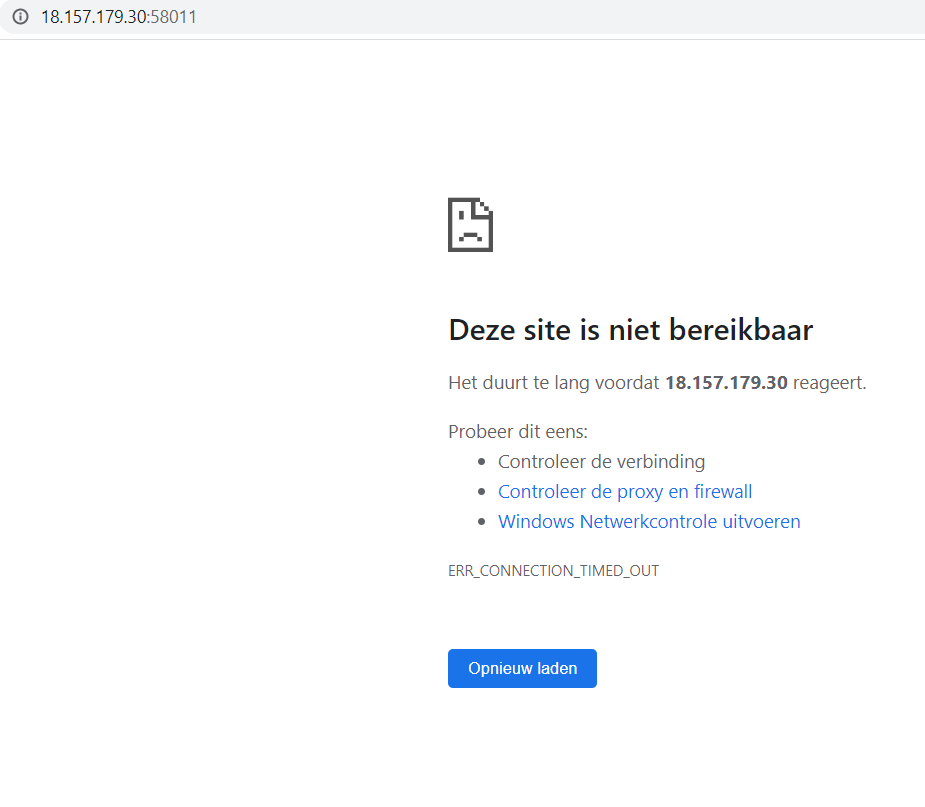 18.157.179.30:58011
Deze site is niet bereikbaar
Het duurt te lang voordat 18.157.179.30 reageert.
Probeer dit eens:
Controleer de verbinding
Controleer de proxy en firewall
Windows Netwerkcontrole uitvoeren
ERR_CONNECTION_TIMED_OUT
Opnieuw laden